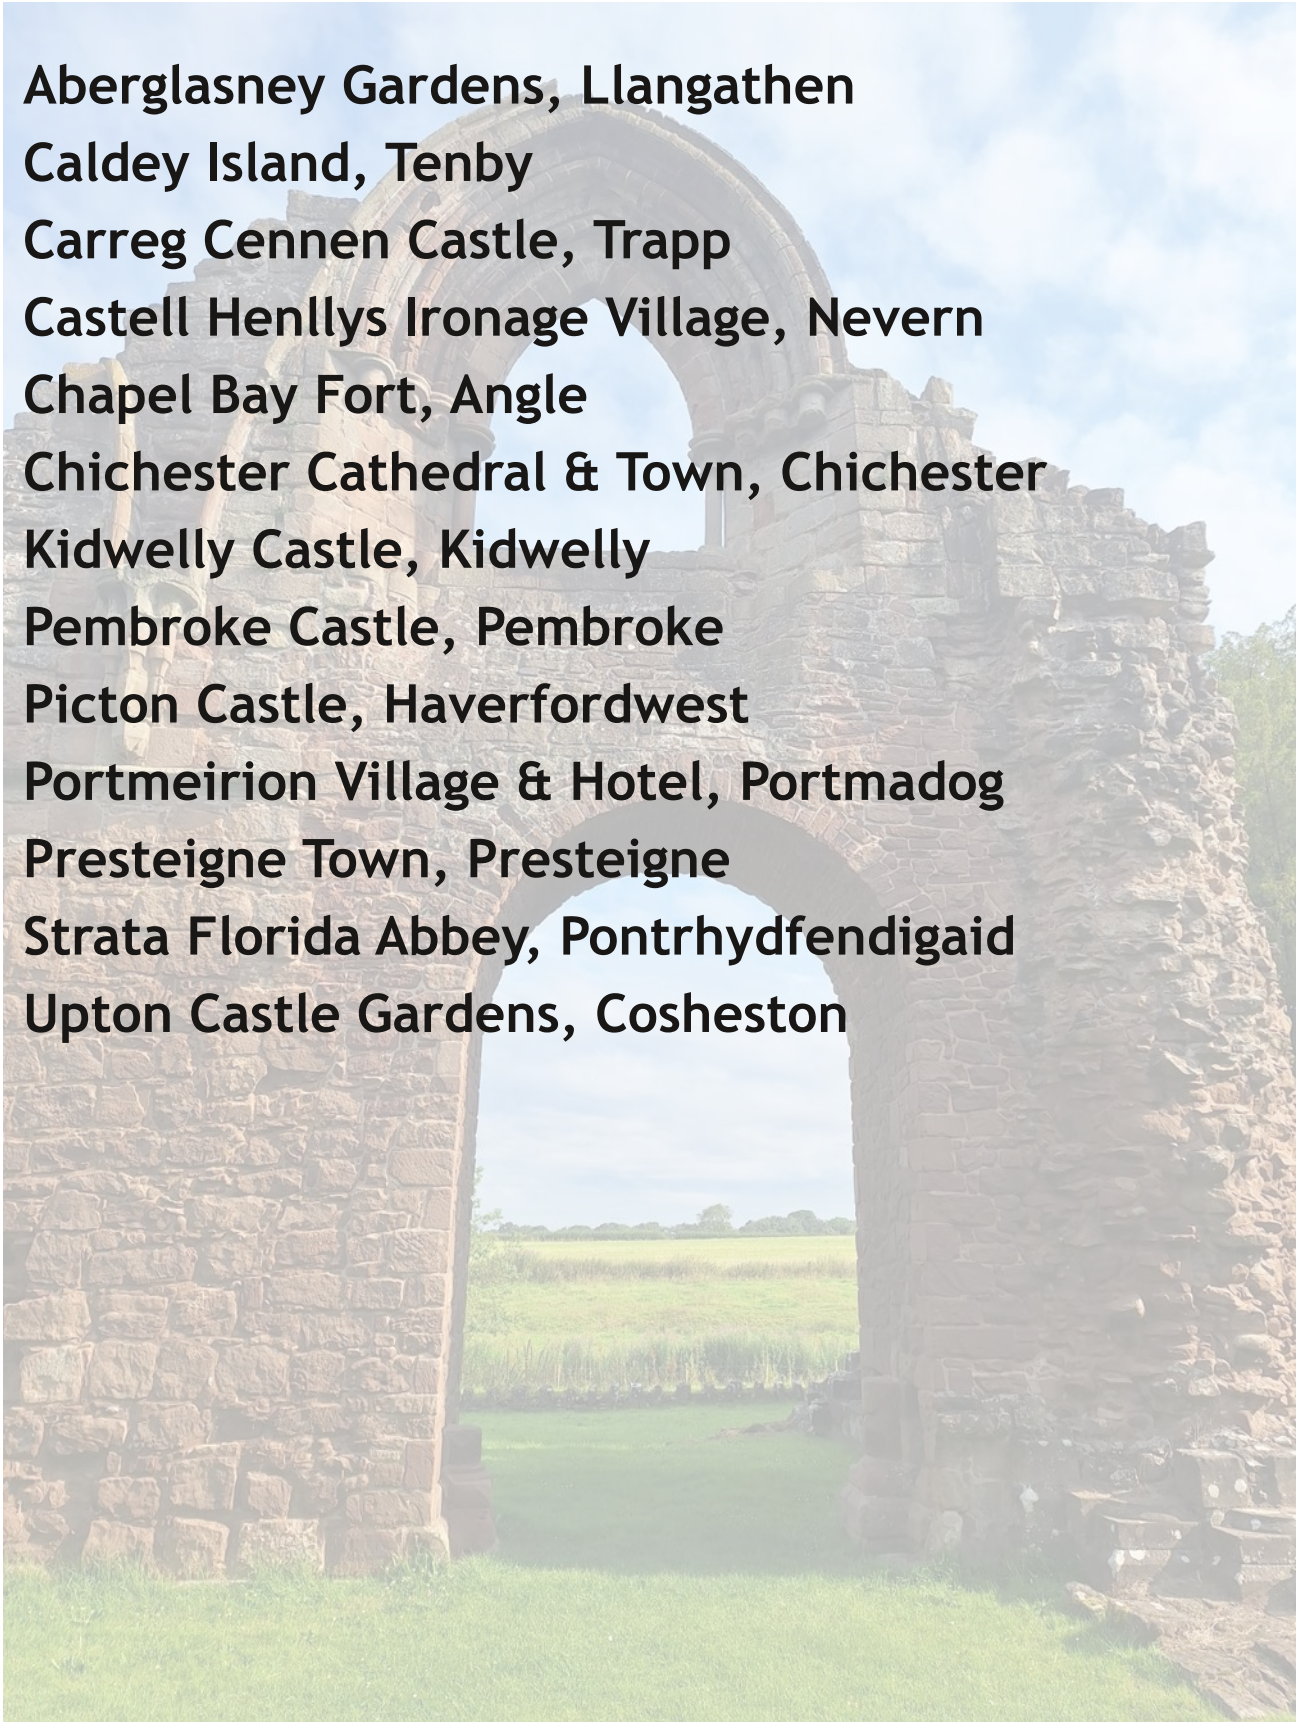 Aberglasney Gardens, Llangathen
Caldey Island, Tenby
Carreg Cennen Castle, Trapp
Castell Henllys Ironage Village, Nevern
Chapel Bay Fort, Angle
Chichester Cathedral & Town, Chichester
Kidwelly Castle, Kidwelly
Pembroke Castle, Pembroke
Picton Castle, Haverfordwest
Portmeirion Village & Hotel, Portmadog
Presteigne Town, Presteigne
Strata Florida Abbey, Pontrhydfendigaid
Upton Castle Gardens, Cosheston